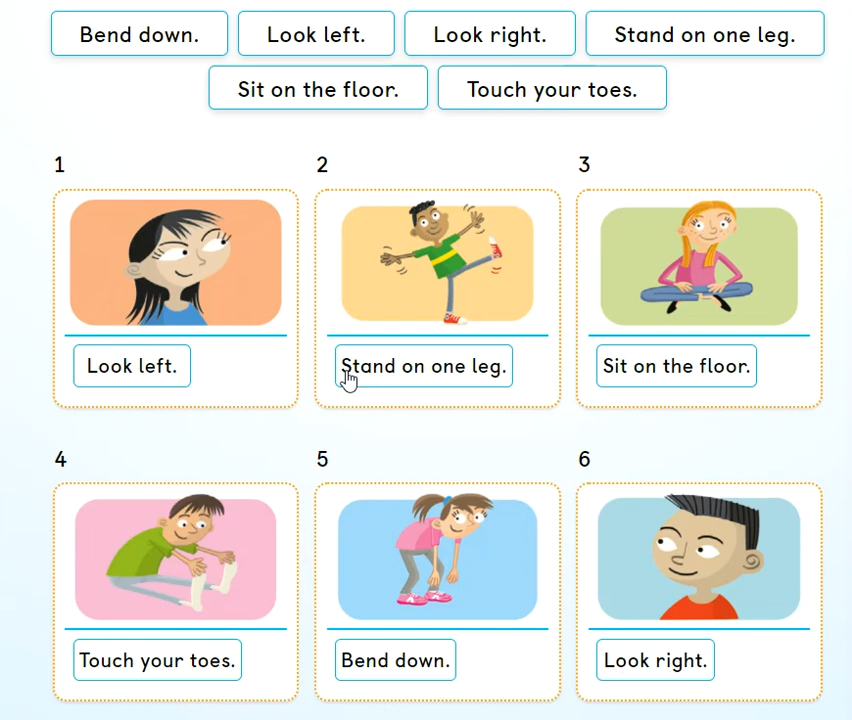 Bend down.
Look left.
Look right.
Stand on one leg.
Sit on the floor.
Touch your toes.
1
2
3
Look left.
Stand on one leg.
Sit on the floor.
4
5
6
Touch your toes.
Bend down.
Look right.